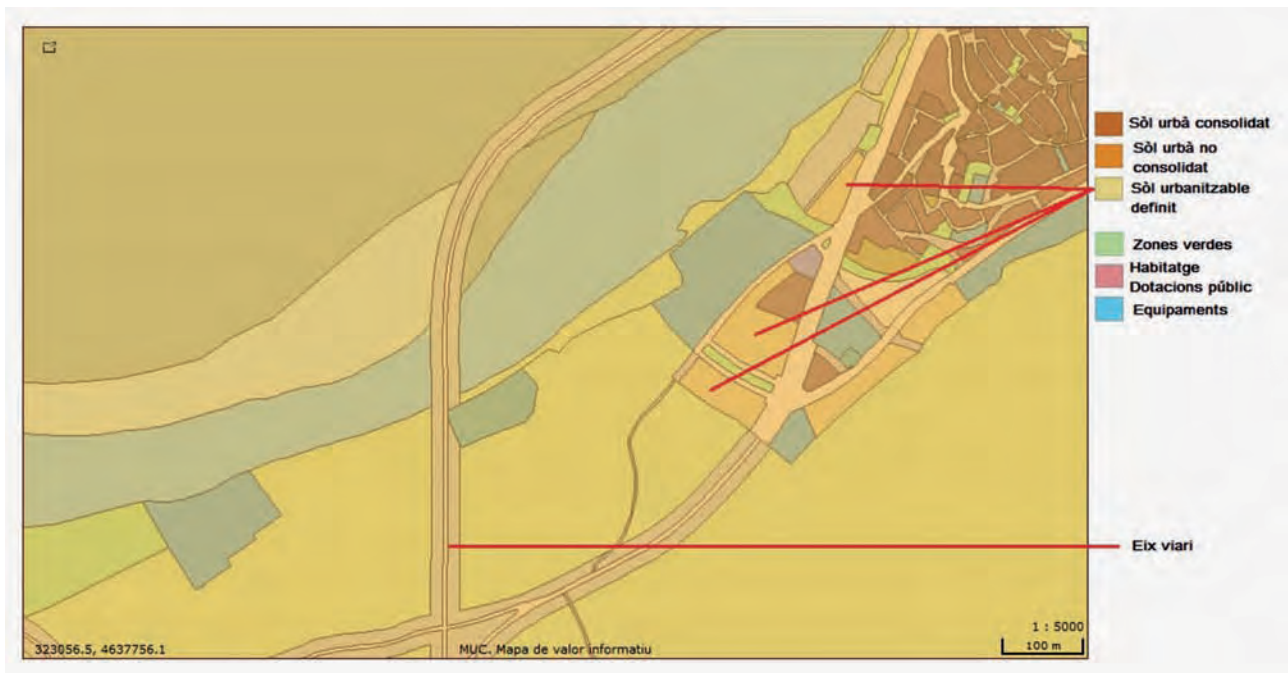 Sòl urbà consolidat
Sòl urbà no
consolidat
Sòl urbanitzable
definit
Zones verdes
Habitatge
Dotacions públic
Equipaments
Eix viari
1 : 5000
100 m
323056.5, 4637756.1
MUC. Mapa de valor informatiu